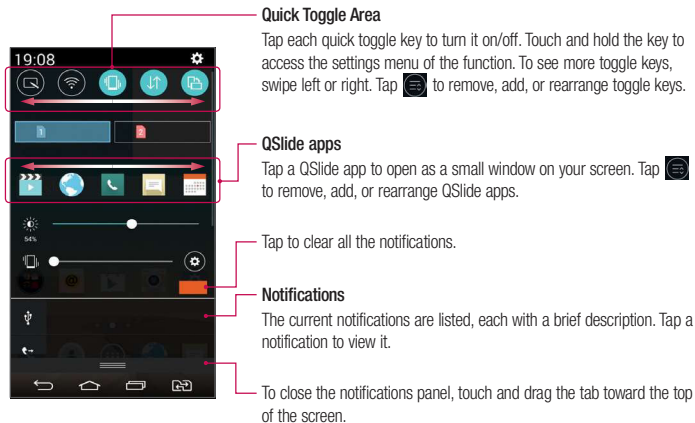 Quick Toggle Area
Tap each quick toggle key to turn it on/off. Touch and hold the key to
access the settings menu of the function. To see more toggle keys,
swipe left or right. Tap to remove, add, or rearrange toggle keys.
QSlide apps
Tap a QSlide app to open as a small window on your screen. Tap
to remove, add, or rearrange QSlide apps.
Tap to clear all the notifications.
Notifications
The current notifications are listed, each with a brief description. Tap a
notification to view it.
To close the notifications panel, touch and drag the tab toward the top
of the screen.
19:08
1
2
54%